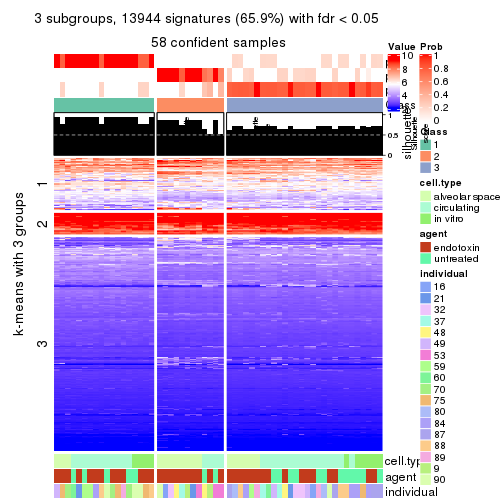 3 subgroups, 13944 signatures (65.9%) with fdr < 0.05
58 confident samples
Value
10
8
6
4
2
Prob
1
0.8
0.6
0.4
0.2
0
1
0.5
0
silhouette
Class
1
2
3
cell.type
alveolar space
circulating
in vitro
agent
endotoxin
untreated
individual
16
21
32
37
48
49
53
59
60
70
75
80
84
87
88
89
9
90
k-means with 3 groups
1
2
3
cell.type
agent
individual